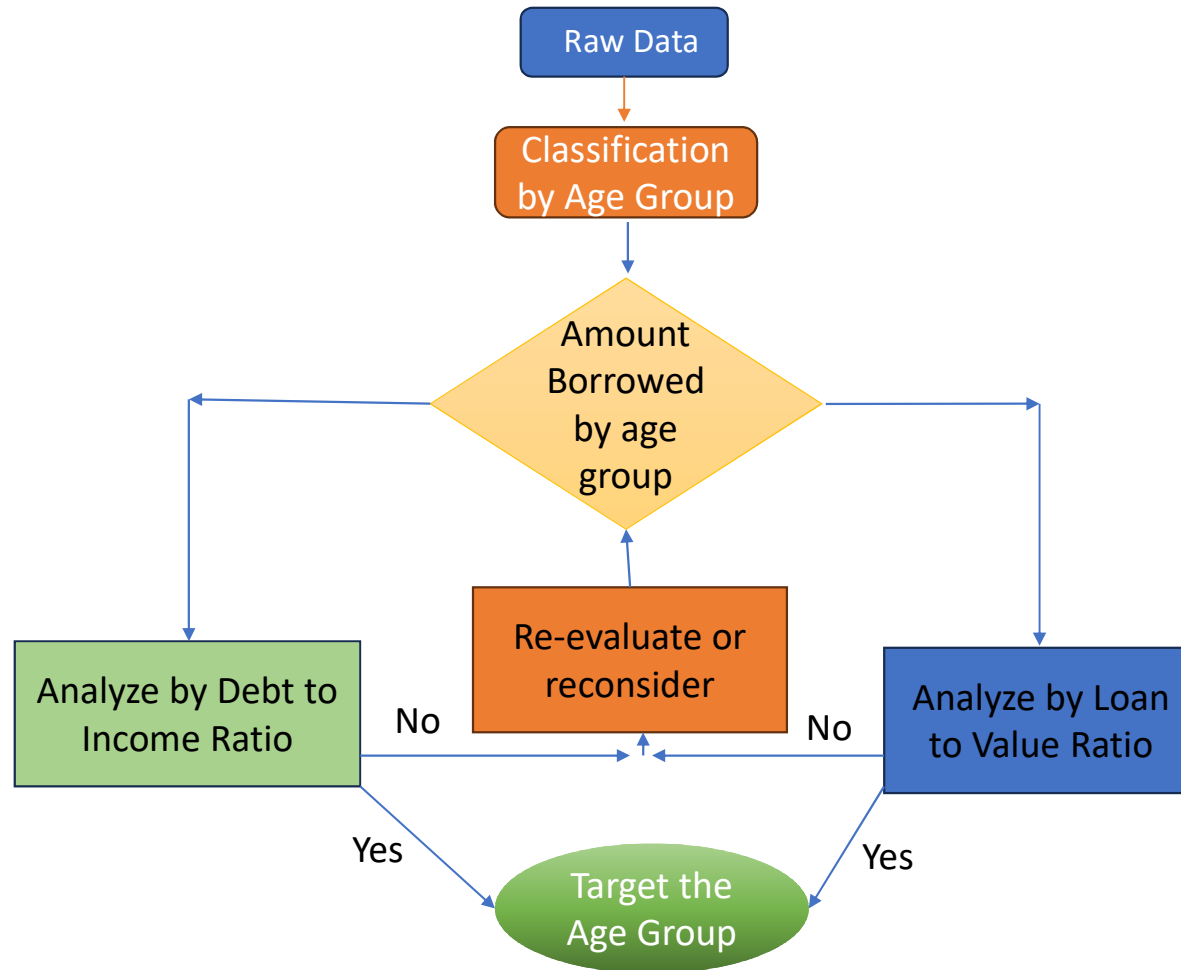 Raw Data
Classification
by Age Group
Amount
Borrowed
by age
group
Re-evaluate or
reconsider
Analyze by Debt to
Income Ratio
No
No
Analyze by Loan
to Value Ratio
Yes
Yes
Target the
Age Group